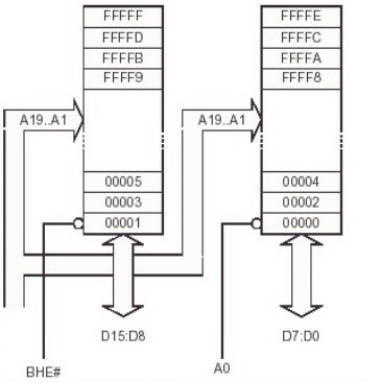 FFFFF
FFFFD
FFFFB
FFFF9
FFFFE
FFFFC
FFFFA
FFFF8
A19..A1
A19..A1
00005
00003
00001
00004
00002
00000
D15:D8
D7:D0
BHE#
A0